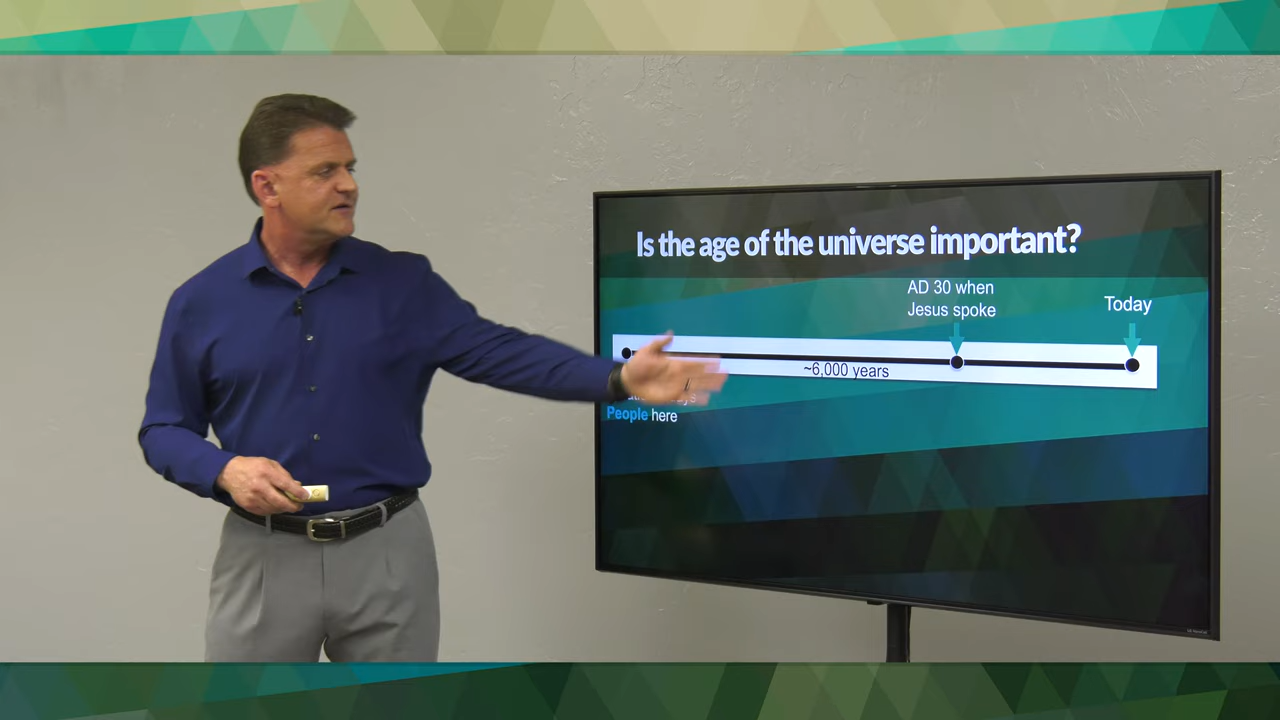 Is the age of the universe important?
AD 30 when
Jesus spoke
Today
~6,000 years
People here